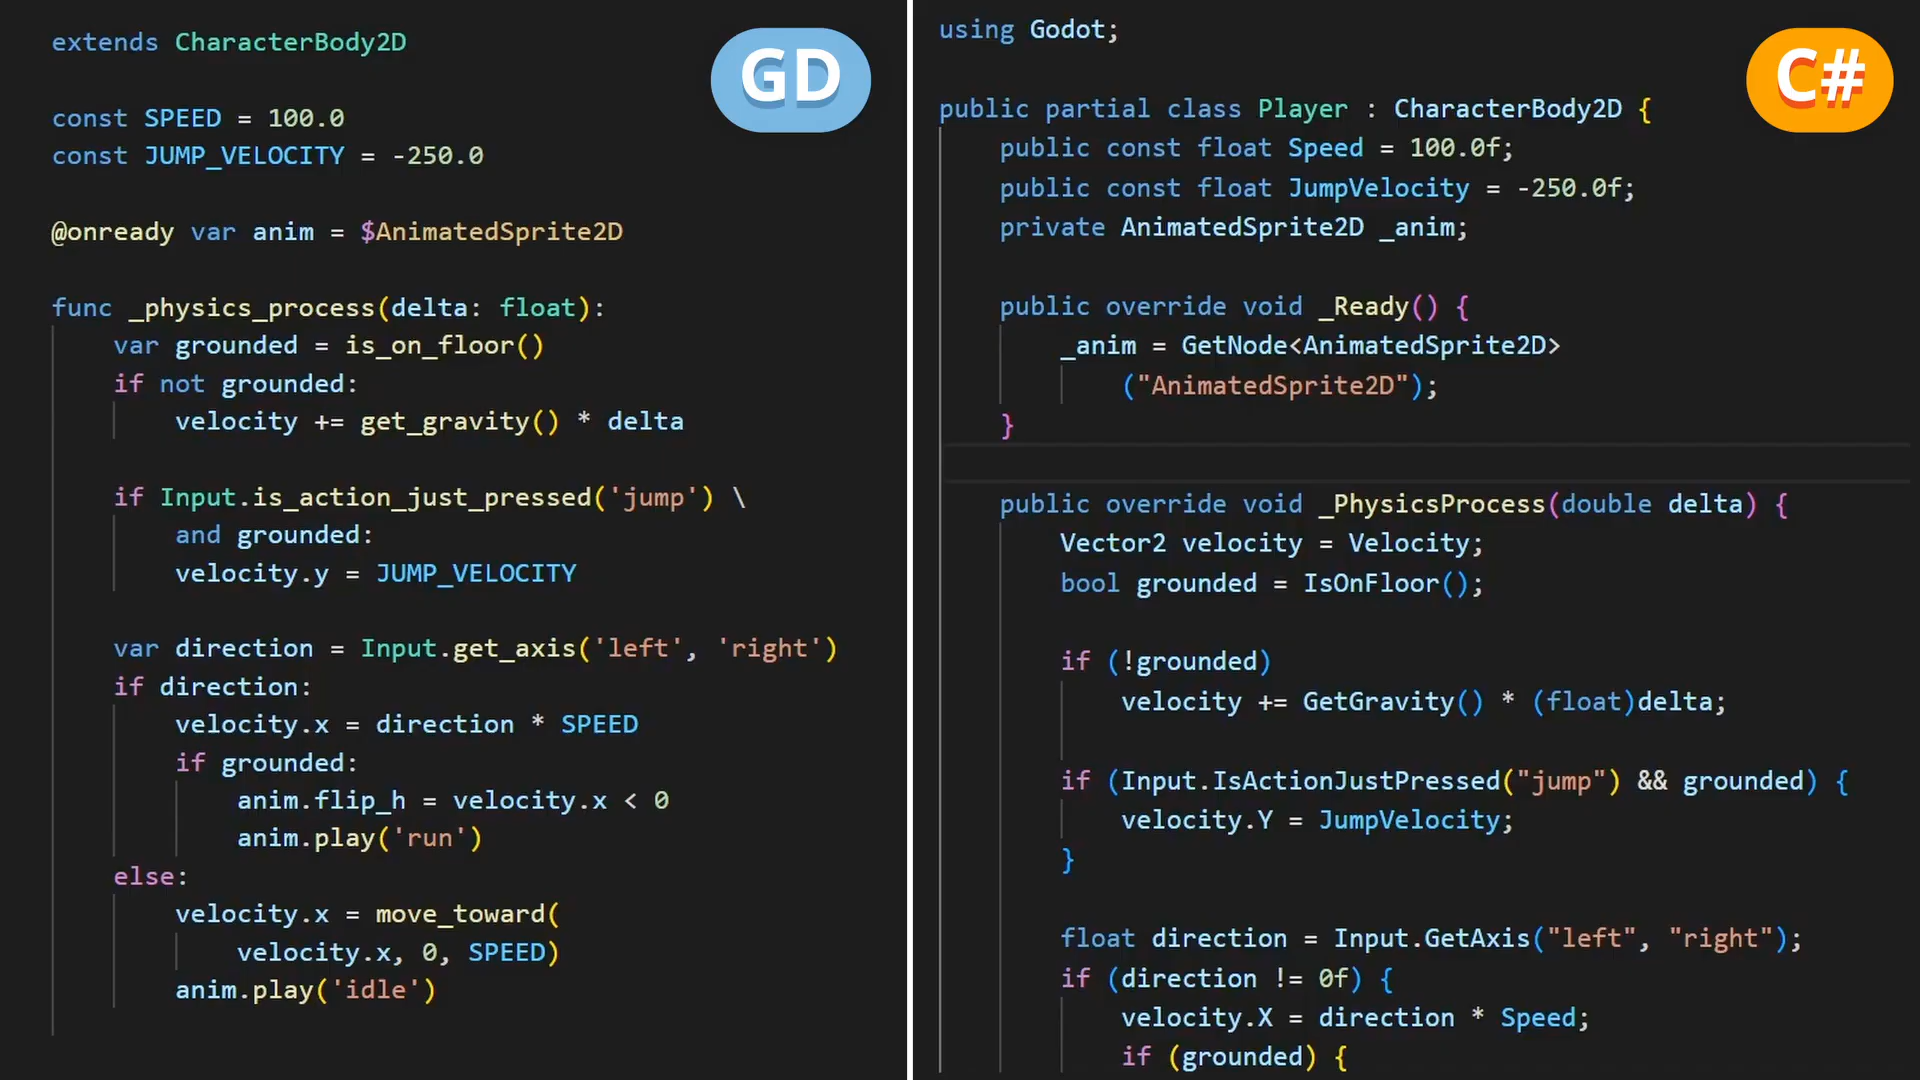 extends CharacterBody2D
GD
const SPEED = 100.0
const JUMP_VELOCITY = -250.0
@onready var anim = $AnimatedSprite2D
func _physics_process(delta: float):
var grounded = is_on_floor()
if not grounded:
velocity += get_gravity() * delta
if Input.is_action_just_pressed('jump') \
and grounded:
velocity.y = JUMP_VELOCITY
var direction = Input.get_axis('left', 'right')
if direction:
velocity.x = direction * SPEED
if grounded:
anim.flip_h = velocity.x < 0
anim.play('run')
else:
velocity.x = move_toward(
velocity.x, 0, SPEED)
anim.play('idle')
using Godot;
C#
public partial class Player : CharacterBody2D {
public const float Speed = 100.0f;
public const float JumpVelocity = -250.0f;
private AnimatedSprite2D _anim;
public override void _Ready() {
_anim = GetNode<AnimatedSprite2D>
("AnimatedSprite2D");
}
public override void _PhysicsProcess(double delta) {
Vector2 velocity = Velocity;
bool grounded = IsOnFloor();
if (!grounded)
velocity += GetGravity() * (float)delta;
if (Input.IsActionJustPressed("jump") && grounded) {
velocity.Y = JumpVelocity;
}
float direction = Input.GetAxis("left", "right");
if (direction != 0f) {
velocity.X = direction * Speed;
if (grounded) {